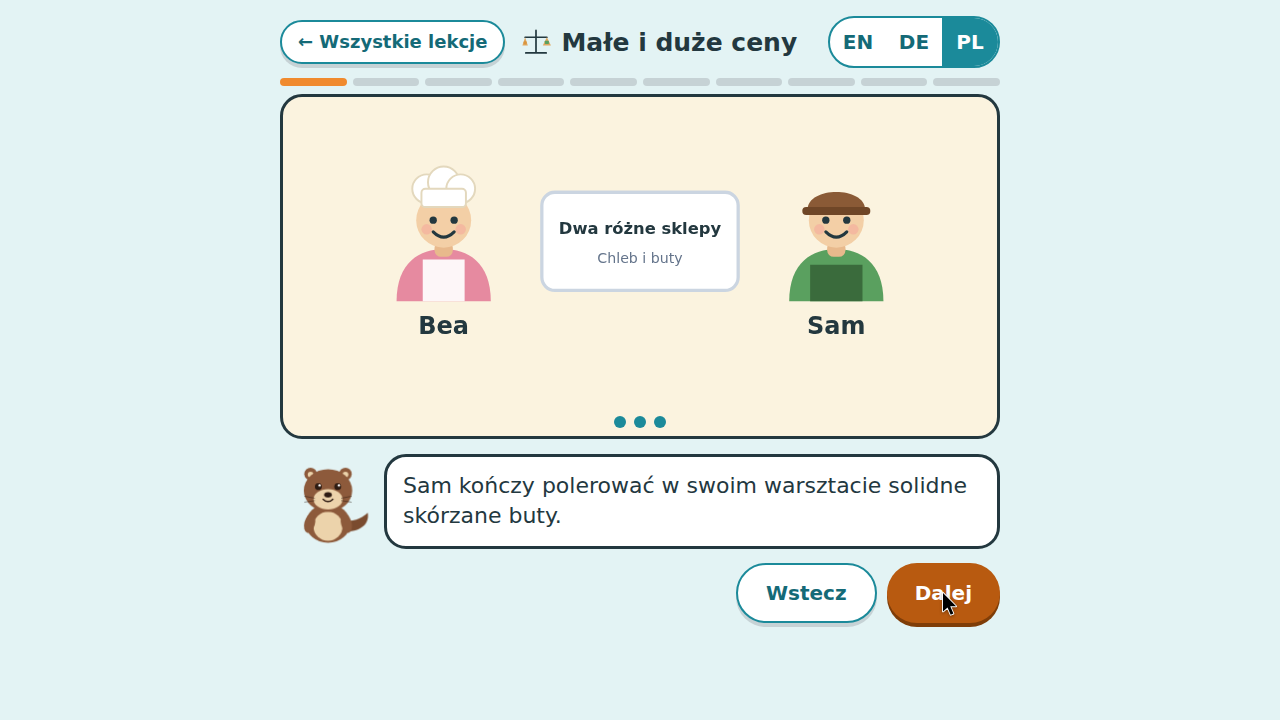 ← Wszystkie lekcje
Małe i duże ceny
EN DE PL
Dwa różne sklepy
Chleb i buty
Bea
Sam
Sam kończy polerować w swoim warsztacie solidne
skórzane buty.
Wstecz
Dalej